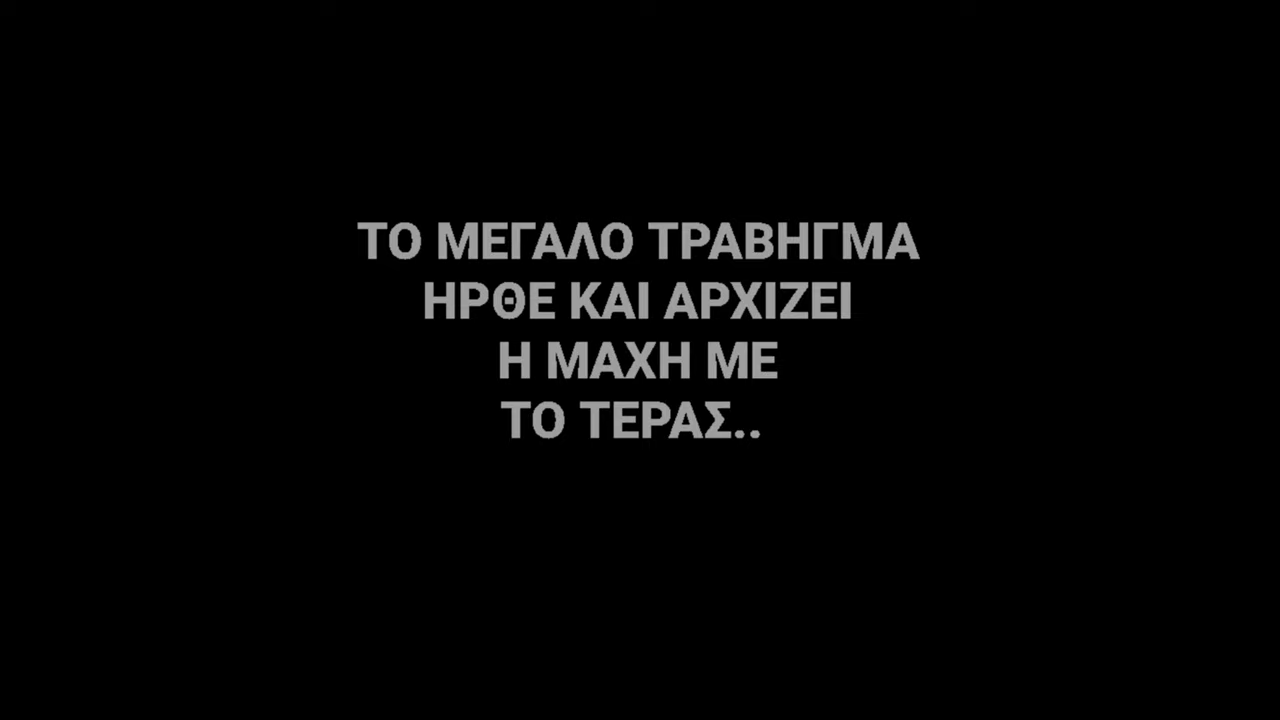 ΤΟ ΜΕΓΑΛΟ ΤΡΑΒΗΓΜΑ
ΗΡΘΕ ΚΑΙ ΑΡΧΙΖΕΙ
Η ΜΑΧΗ ΜΕ
ΤΟ ΤΕΡΑΣ..